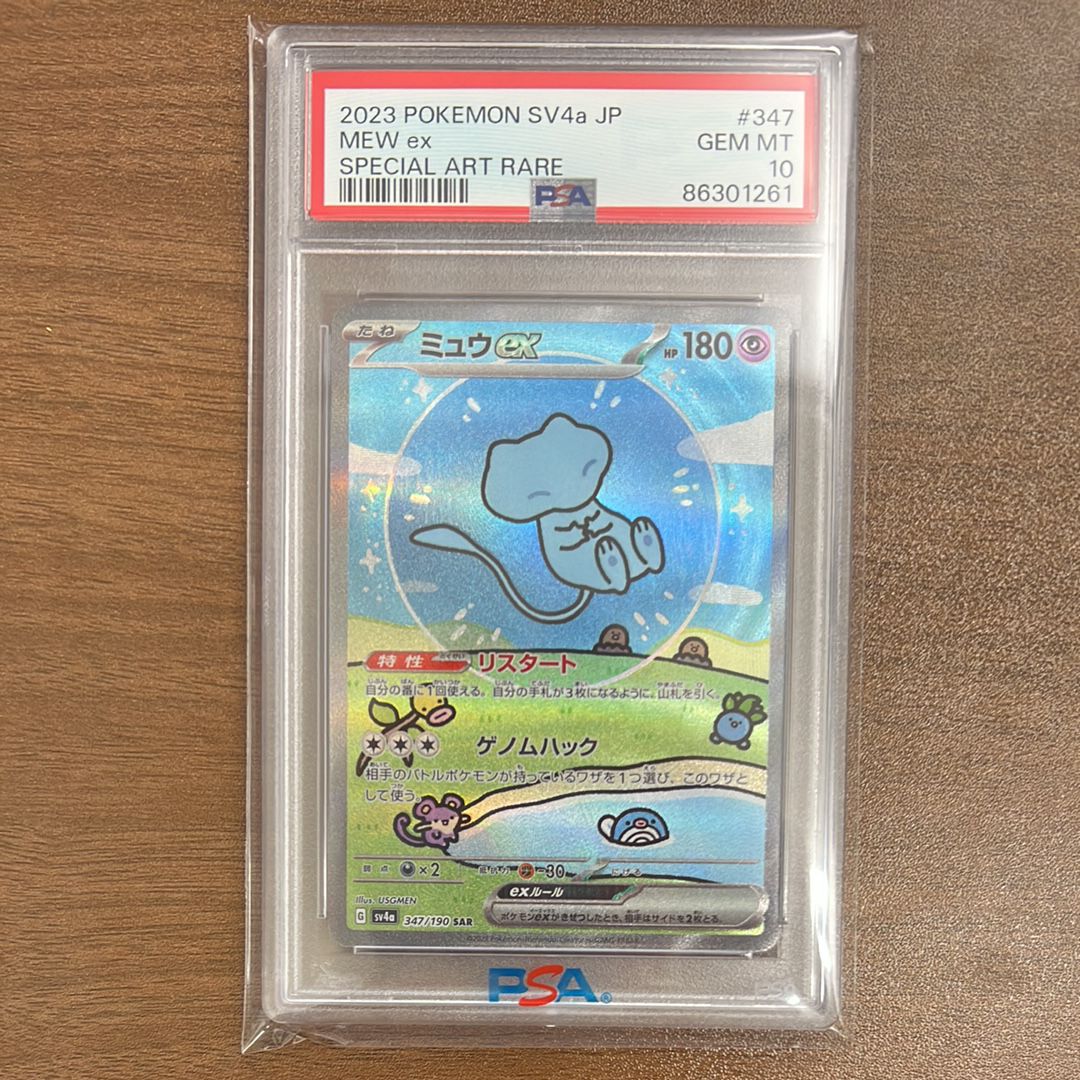 2023 POKEMON SV4a JP #347
MEW ex GEM MT
SPECIAL ART RARE 10
86301261
PSA
たね
ミュウex HP 180
特性 リスタート
自分の番に1回使える。自分の手札が3枚になるように、山札を引く。
ゲノムハック
相手のバトルポケモンが持っているワザを1つ選び、このワザと
して使う。
弱点 ×2 抵抗力 -30 にげる
exルール
ポケモンexがきぜつしたとき、相手はサイドを2枚とる。
Illus. USGMEN
G sv4a 347/190 SAR
PSA®